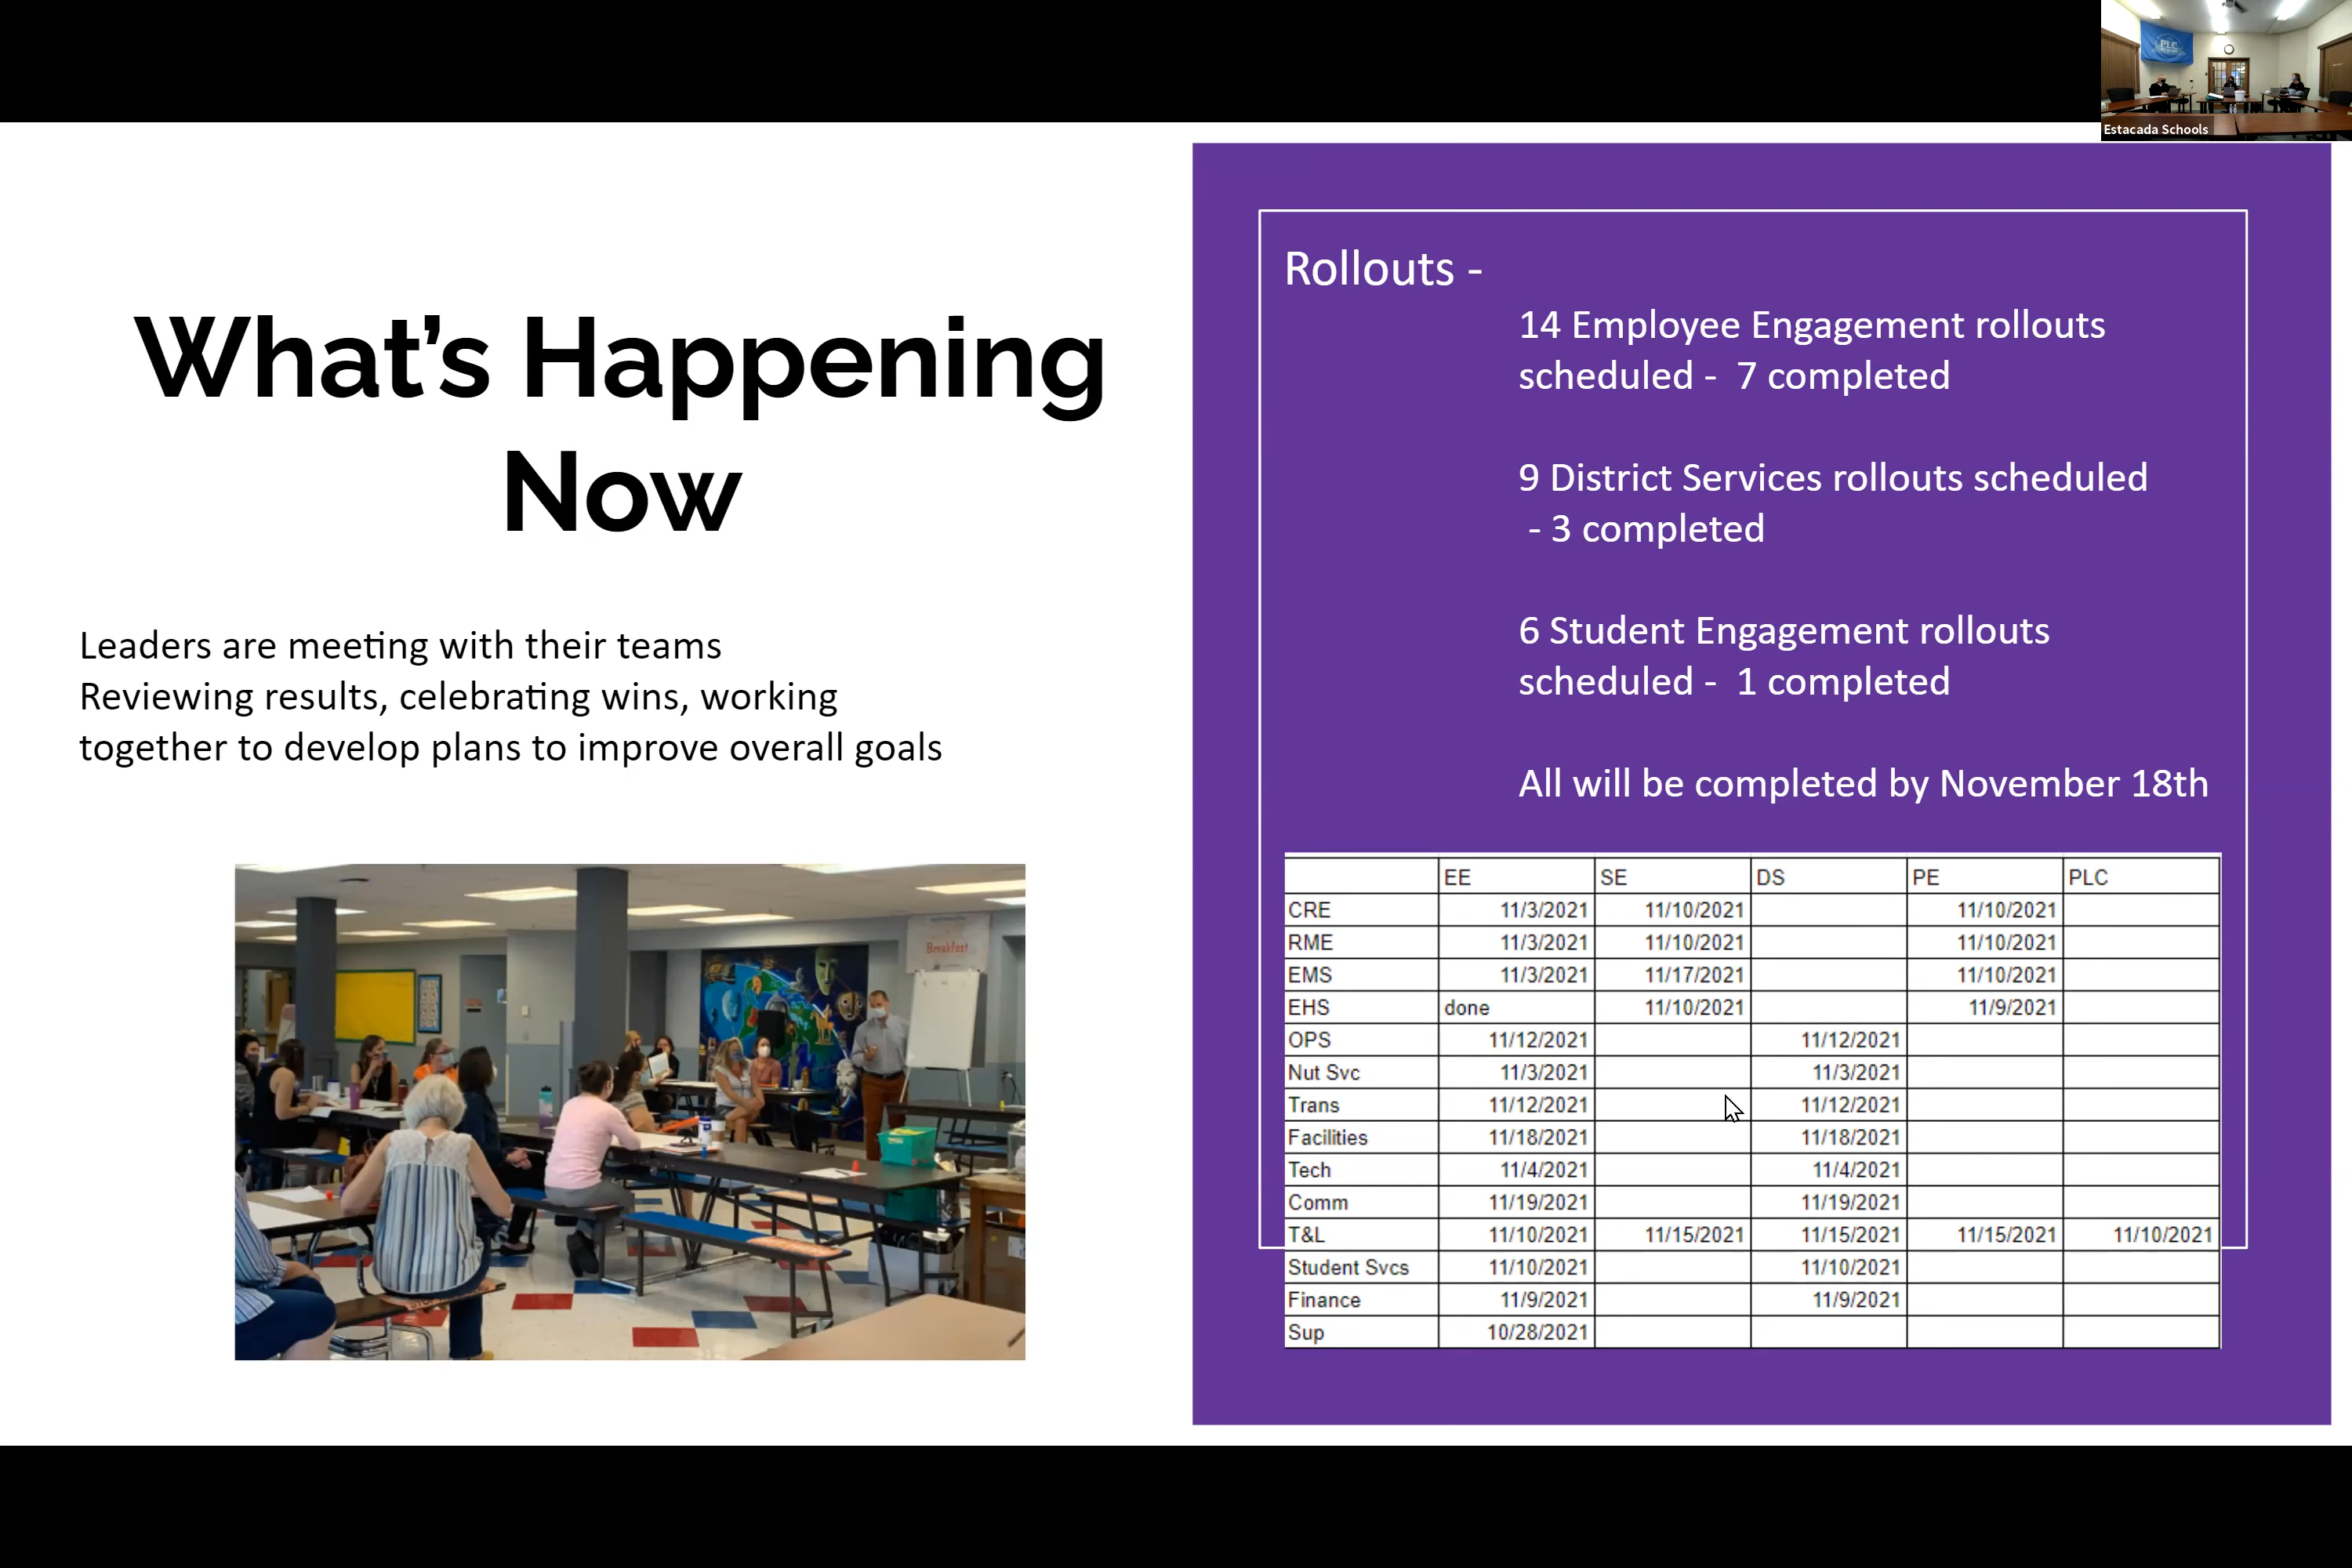 PLC
Estacada Schools
What's Happening
Now
Leaders are meeting with their teams
Reviewing results, celebrating wins, working
together to develop plans to improve overall goals
Breakfast
Rollouts -
14 Employee Engagement rollouts
scheduled -  7 completed
9 District Services rollouts scheduled
- 3 completed
6 Student Engagement rollouts
scheduled -  1 completed
All will be completed by November 18th
EE SE DS PE PLC
CRE 11/3/2021 11/10/2021 11/10/2021
RME 11/3/2021 11/10/2021 11/10/2021
EMS 11/3/2021 11/17/2021 11/10/2021
EHS done 11/10/2021 11/9/2021
OPS 11/12/2021 11/12/2021
Nut Svc 11/3/2021 11/3/2021
Trans 11/12/2021 11/12/2021
Facilities 11/18/2021 11/18/2021
Tech 11/4/2021 11/4/2021
Comm 11/19/2021 11/19/2021
T&L 11/10/2021 11/15/2021 11/15/2021 11/15/2021 11/10/2021
Student Svcs 11/10/2021 11/10/2021
Finance 11/9/2021 11/9/2021
Sup 10/28/2021